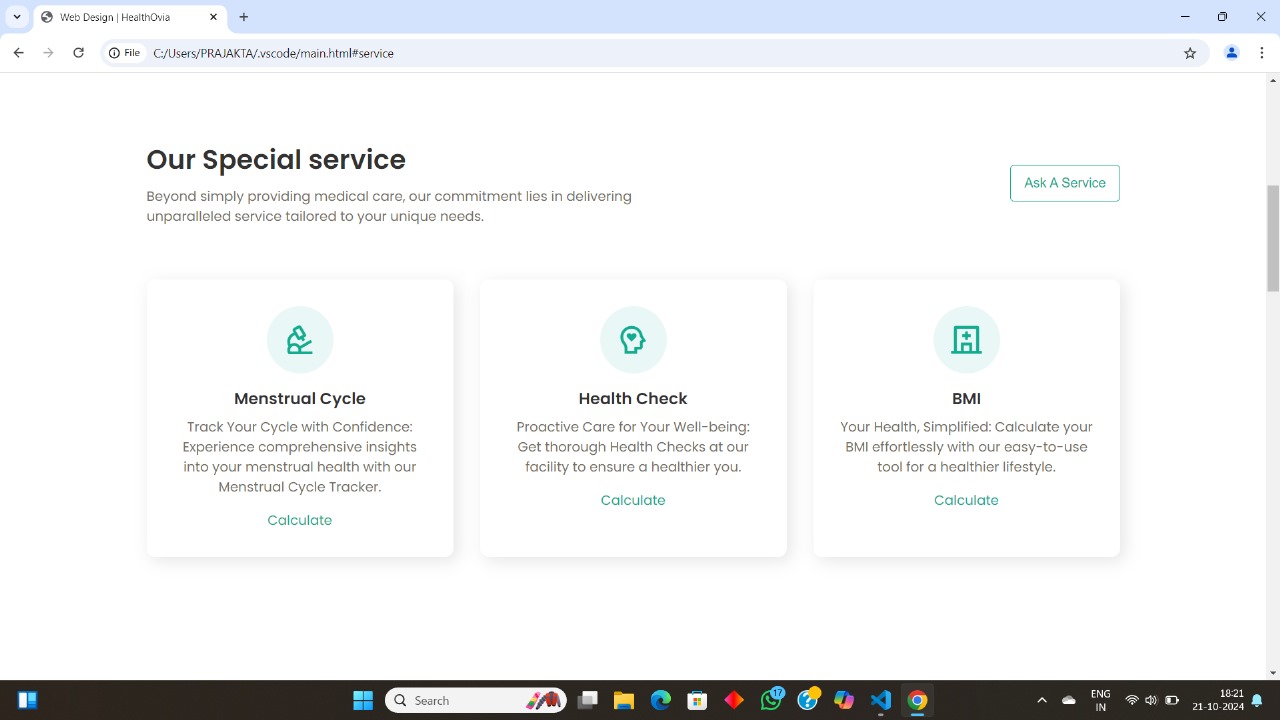 Web Design | HealthOvia
File
C:/Users/PRAJAKTA/.vscode/main.html#service
Our Special service
Beyond simply providing medical care, our commitment lies in delivering
unparalleled service tailored to your unique needs.
Ask A Service
Menstrual Cycle
Track Your Cycle with Confidence:
Experience comprehensive insights
into your menstrual health with our
Menstrual Cycle Tracker.
Calculate
Health Check
Proactive Care for Your Well-being:
Get thorough Health Checks at our
facility to ensure a healthier you.
Calculate
BMI
Your Health, Simplified: Calculate your
BMI effortlessly with our easy-to-use
tool for a healthier lifestyle.
Calculate
Search
17
ENG
IN
18:21
21-10-2024